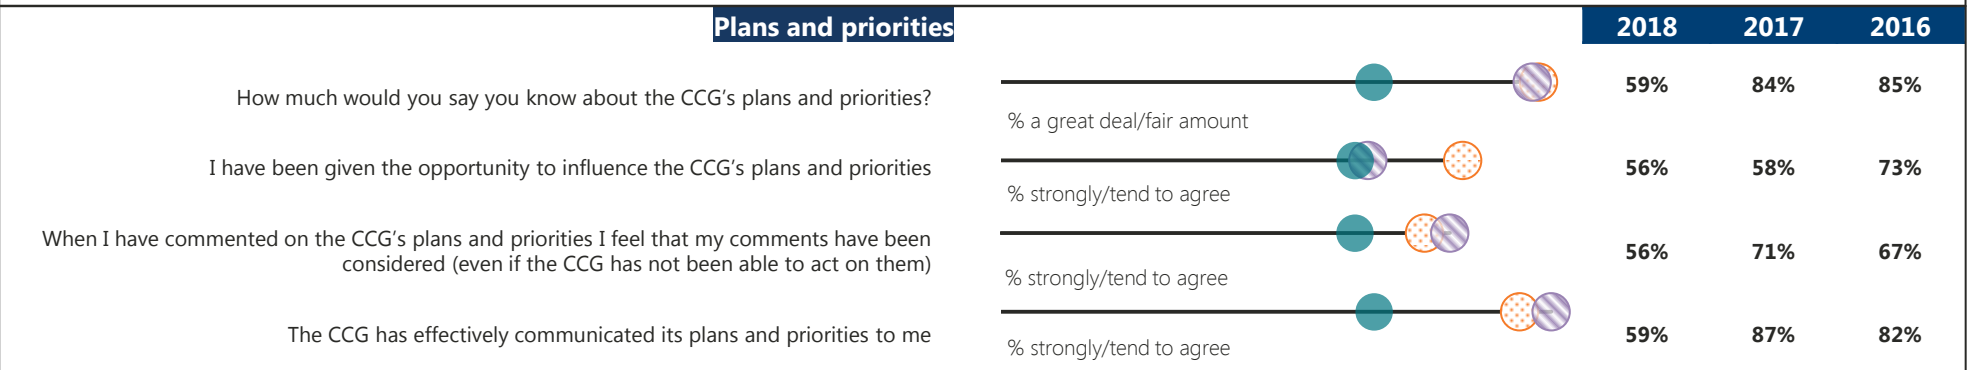 Plans and priorities 2018 2017 2016
How much would you say you know about the CCG’s plans and priorities? 59% 84% 85%
% a great deal/fair amount
I have been given the opportunity to influence the CCG’s plans and priorities 56% 58% 73%
% strongly/tend to agree
When I have commented on the CCG’s plans and priorities I feel that my comments have been
considered (even if the CCG has not been able to act on them) 56% 71% 67%
% strongly/tend to agree
The CCG has effectively communicated its plans and priorities to me 59% 87% 82%
% strongly/tend to agree